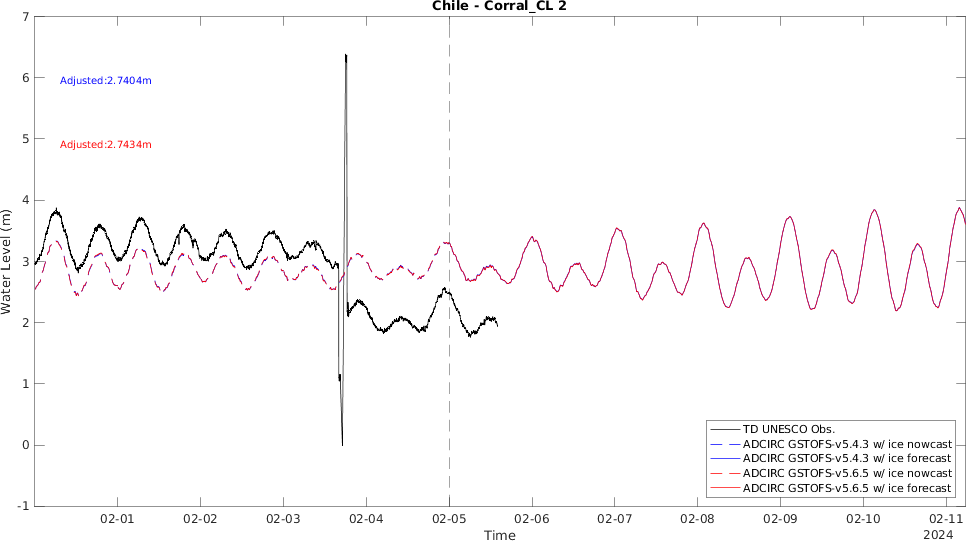 Chile - Corral_CL 2
7
6
5
4
3
2
1
0
-1
Water Level (m)
Adjusted:2.7404m
Adjusted:2.7434m
TD UNESCO Obs.
ADCIRC GSTOFS-v5.4.3 w/ ice nowcast
ADCIRC GSTOFS-v5.4.3 w/ ice forecast
ADCIRC GSTOFS-v5.6.5 w/ ice nowcast
ADCIRC GSTOFS-v5.6.5 w/ ice forecast
02-01 02-02 02-03 02-04 02-05 02-06 02-07 02-08 02-09 02-10 02-11
Time 2024